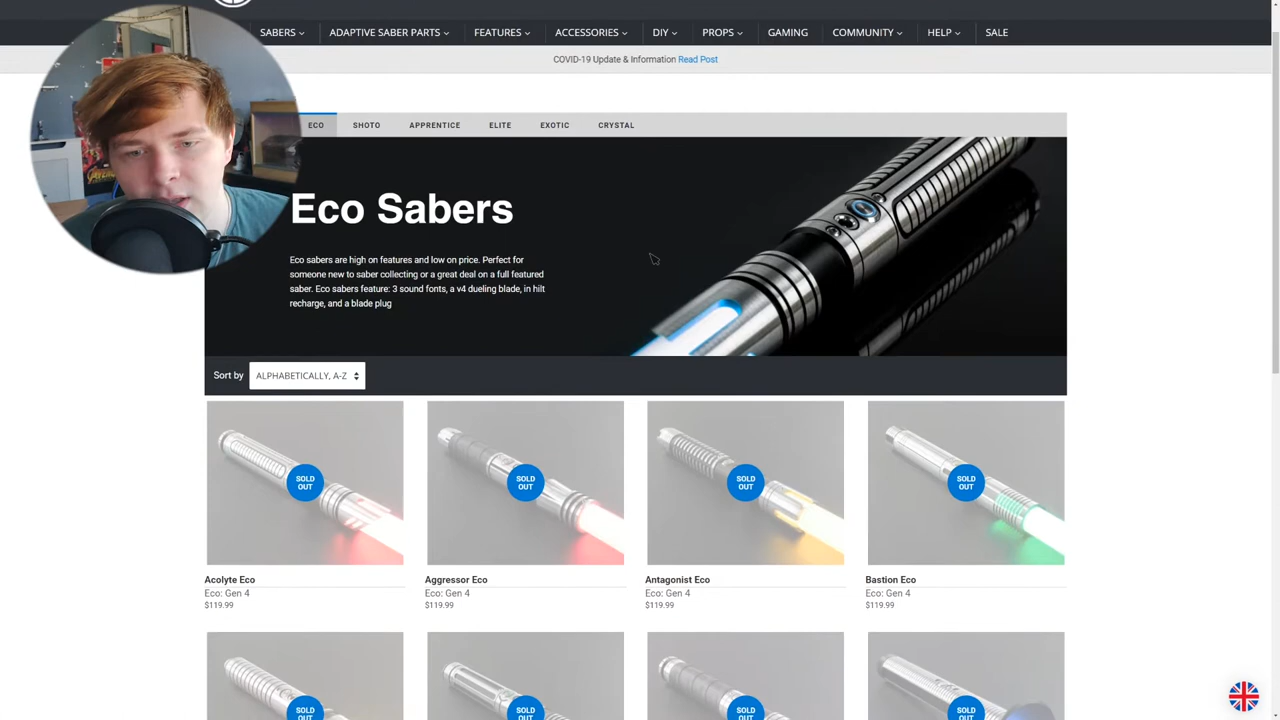 SABERS
ADAPTIVE SABER PARTS
FEATURES
ACCESSORIES
DIY
PROPS
GAMING
COMMUNITY
HELP
SALE
COVID-19 Update & Information Read Post
ECO
SHOTO
APPRENTICE
ELITE
EXOTIC
CRYSTAL
Eco Sabers
Eco sabers are high on features and low on price. Perfect for
someone new to saber collecting or a great deal on a full featured
saber. Eco sabers feature: 3 sound fonts, a v4 dueling blade, in hilt
recharge, and a blade plug
Sort by
ALPHABETICALLY, A-Z
SOLD
OUT
SOLD
OUT
SOLD
OUT
SOLD
OUT
Acolyte Eco
Eco: Gen 4
$119.99
Aggressor Eco
Eco: Gen 4
$119.99
Antagonist Eco
Eco: Gen 4
$119.99
Bastion Eco
Eco: Gen 4
$119.99
SOLD
OUT
SOLD
OUT
SOLD
OUT
SOLD
OUT